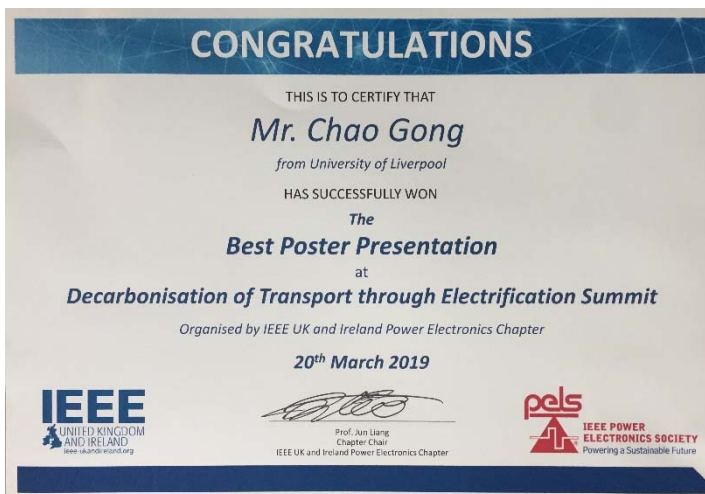 CONGRATULATIONS
THIS IS TO CERTIFY THAT
Mr. Chao Gong
from University of Liverpool
HAS SUCCESSFULLY WON
The
Best Poster Presentation
at
Decarbonisation of Transport through Electrification Summit
Organised by IEEE UK and Ireland Power Electronics Chapter
20th March 2019
IEEE
UNITED KINGDOM
AND IRELAND
ieee-ukandireland.org
Prof. Jun Liang
Chapter Chair
IEEE UK and Ireland Power Electronics Chapter
pels
IEEE POWER
ELECTRONICS SOCIETY
Powering a Sustainable Future